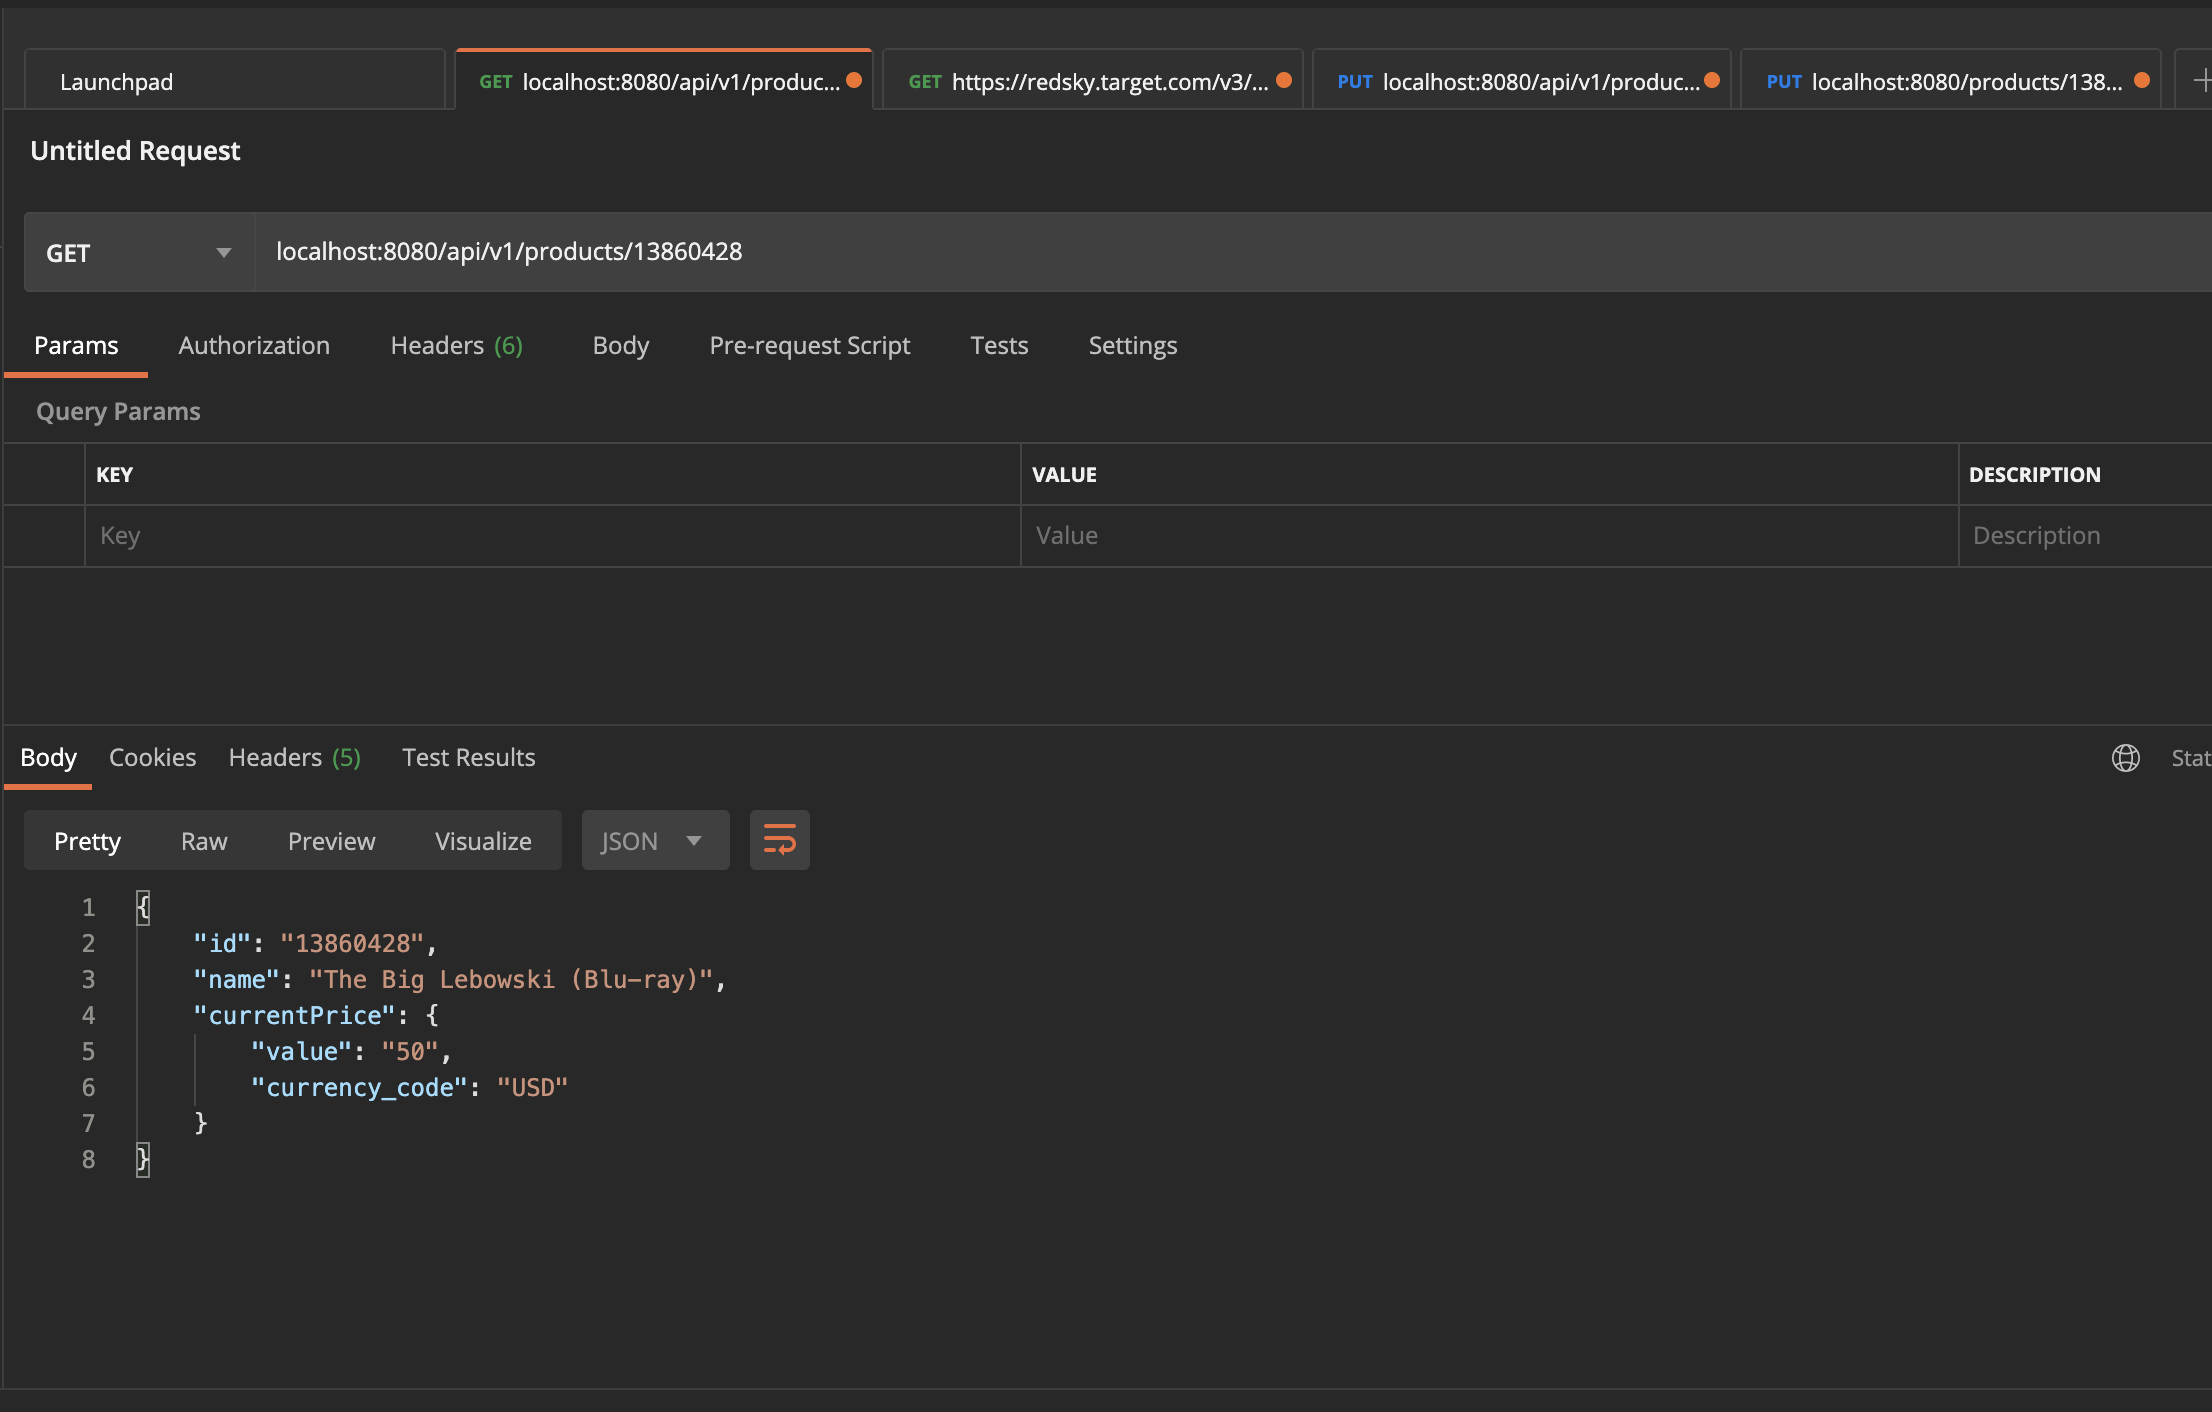 Launchpad
GET localhost:8080/api/v1/produc...
GET https://redsky.target.com/v3/...
PUT localhost:8080/api/v1/produc...
PUT localhost:8080/products/138...
Untitled Request
GET localhost:8080/api/v1/products/13860428
Params Authorization Headers (6) Body Pre-request Script Tests Settings
Query Params
KEY VALUE DESCRIPTION
Key Value Description
Body Cookies Headers (5) Test Results Stat
Pretty Raw Preview Visualize JSON
1 {
2 "id": "13860428",
3 "name": "The Big Lebowski (Blu-ray)",
4 "currentPrice": {
5 "value": "50",
6 "currency_code": "USD"
7 }
8 }